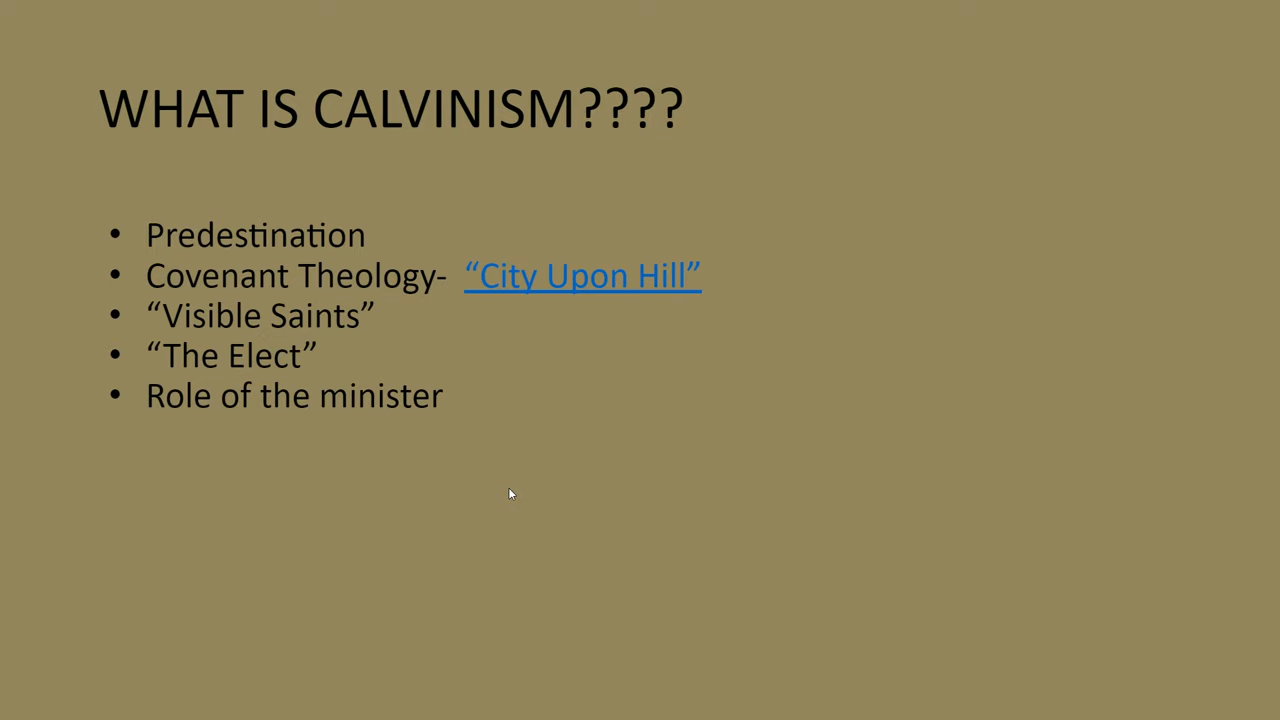 WHAT IS CALVINISM????
• Predestination
• Covenant Theology- “City Upon Hill”
• “Visible Saints”
• “The Elect”
• Role of the minister